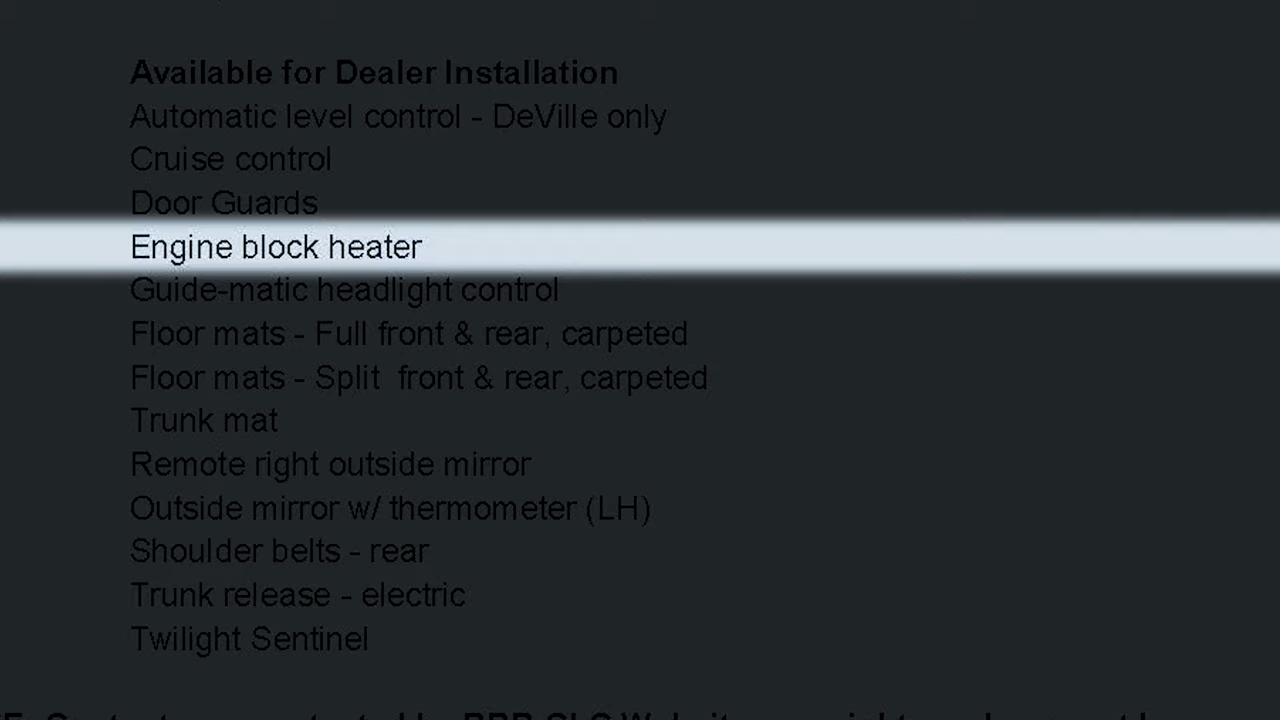 Available for Dealer Installation
Automatic level control - DeVille only
Cruise control
Door Guards
Engine block heater
Guide-matic headlight control
Floor mats - Full front & rear, carpeted
Floor mats - Split  front & rear, carpeted
Trunk mat
Remote right outside mirror
Outside mirror w/ thermometer (LH)
Shoulder belts - rear
Trunk release - electric
Twilight Sentinel